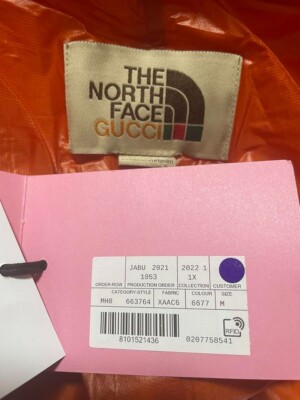 THE
NORTH
FACE
GUCCI
JABU 2021 2022 1
1953 1X
ORDER-ROW PRODUCTION ORDER COLLECTION CUSTOMER
CATEGORY-STYLE FABRIC COLOUR SIZE
MH8 663764 XAAC6 6677 M
8101521436 0207758541
RFID